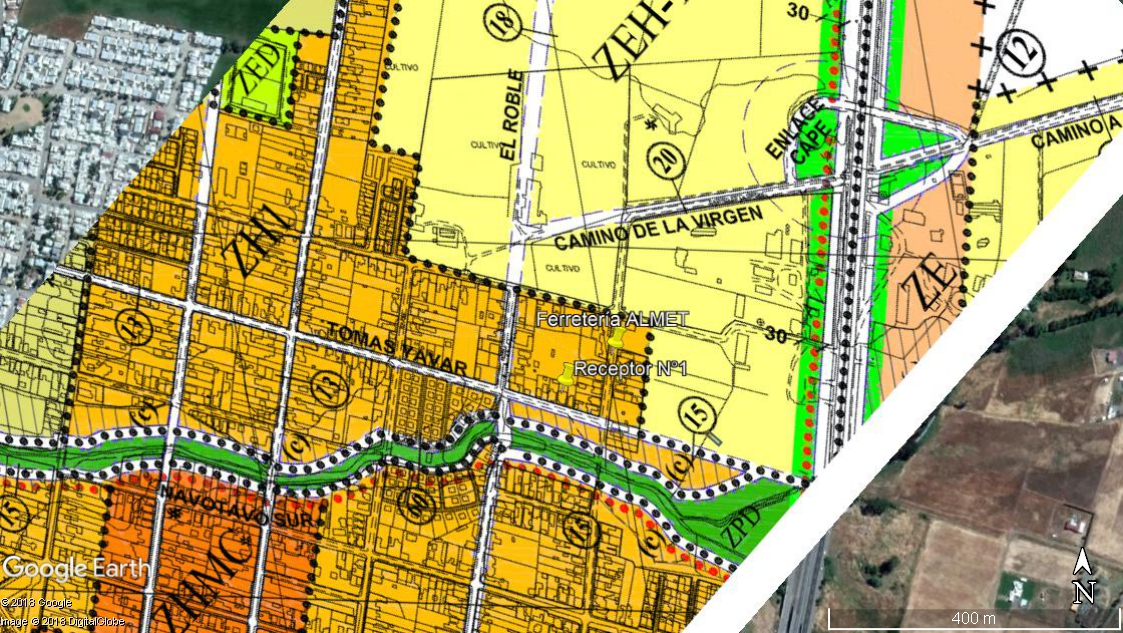 18
30
ZEH-
12
ZED
CULTIVO
EL ROBLE
CULTIVO
CULTIVO
20
ENLACE
CAPE
CAMINO A
ZH1
CAMINO DE LA VIRGEN
CULTIVO
ZE
13
TOMAS YAVAR
Ferretería ALMET
30
Receptor N°1
13
15
(c)
(c)
(c)
NAVOTAVO SUR
15
60
15
(c)
ZPD
ZHMC
Google Earth
© 2018 Google
Image © 2018 DigitalGlobe
N
400 m